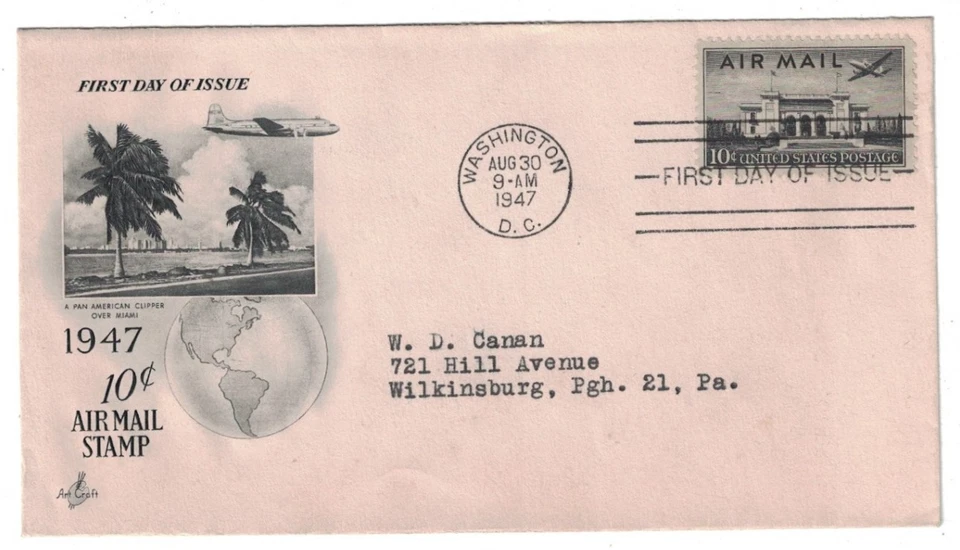 FIRST DAY OF ISSUE
A PAN AMERICAN CLIPPER
OVER MIAMI
1947
10¢
AIR MAIL
STAMP
Art Craft
WASHINGTON
AUG 30
9-AM
1947
D. C.
AIR MAIL
10¢ UNITED STATES POSTAGE
FIRST DAY OF ISSUE
W. D. Canan
721 Hill Avenue
Wilkinsburg, Pgh. 21, Pa.